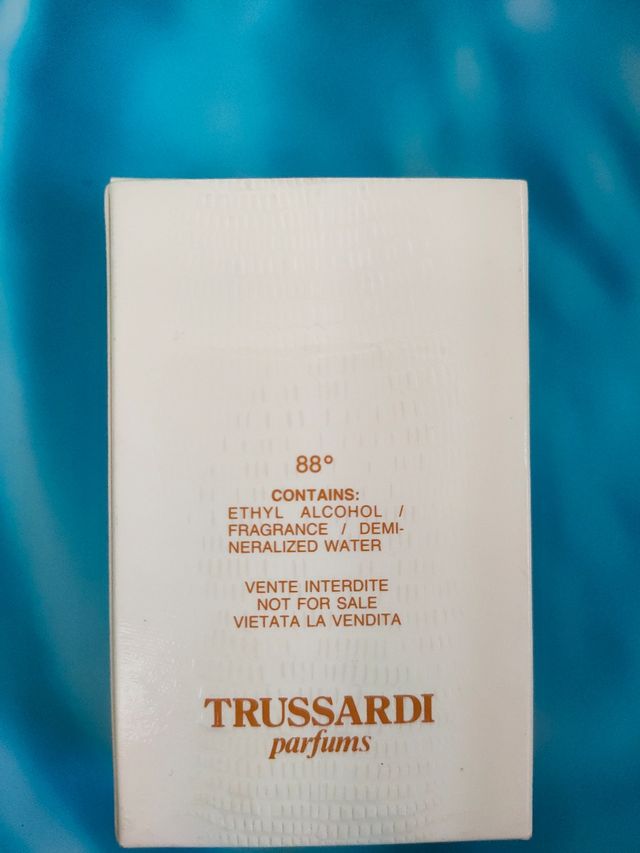 88°
CONTAINS:
ETHYL ALCOHOL /
FRAGRANCE / DEMI-
NERALIZED WATER
VENTE INTERDITE
NOT FOR SALE
VIETATA LA VENDITA
TRUSSARDI
parfums